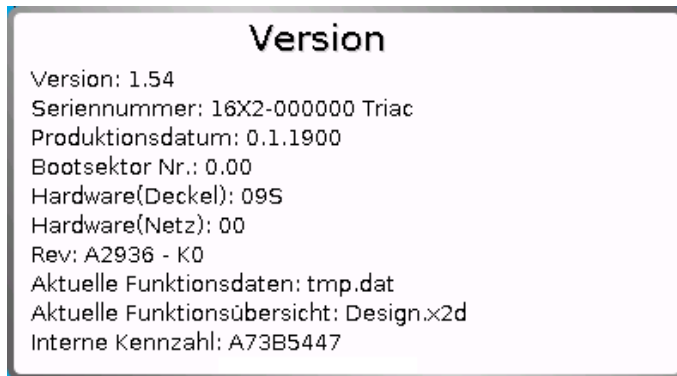 Version
Version: 1.54
Seriennummer: 16X2-000000 Triac
Produktionsdatum: 0.1.1900
Bootsektor Nr.: 0.00
Hardware(Deckel): 09S
Hardware(Netz): 00
Rev: A2936 - K0
Aktuelle Funktionsdaten: tmp.dat
Aktuelle Funktionsübersicht: Design.x2d
Interne Kennzahl: A73B5447